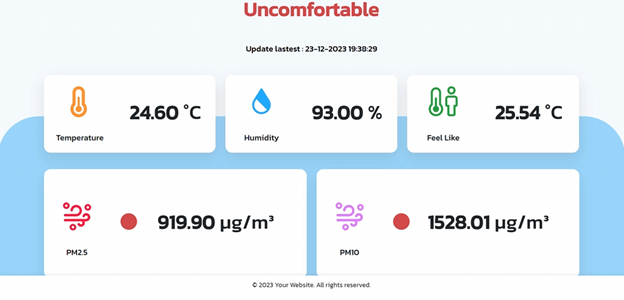 Uncomfortable
Update lastest : 23-12-2023 19:38:29
24.60 °C
Temperature
93.00 %
Humidity
25.54 °C
Feel Like
919.90 µg/m³
PM2.5
1528.01 µg/m³
PM10
© 2023 Your Website. All rights reserved.